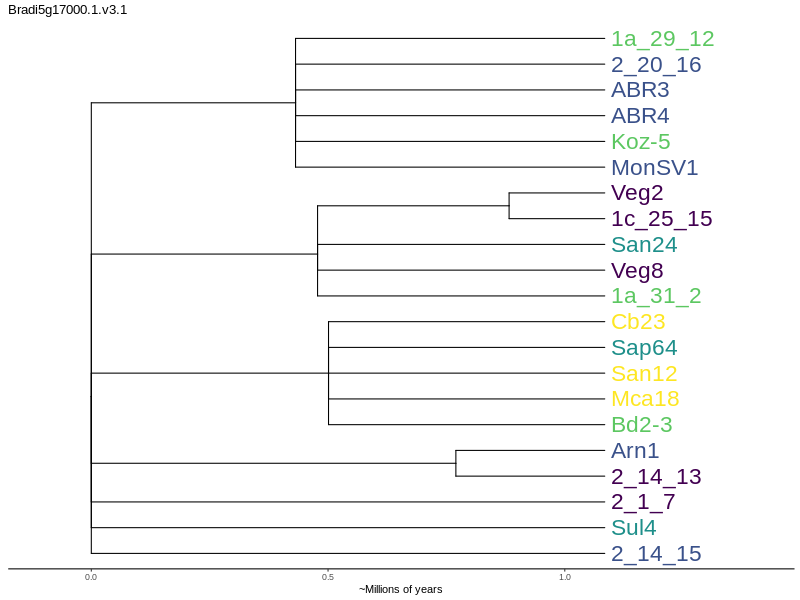 Bradi5g17000.1.v3.1
1a_29_12
2_20_16
ABR3
ABR4
Koz-5
MonSV1
Veg2
1c_25_15
San24
Veg8
1a_31_2
Cb23
Sap64
San12
Mca18
Bd2-3
Arn1
2_14_13
2_1_7
Sul4
2_14_15
0.0 0.5 1.0
~Millions of years